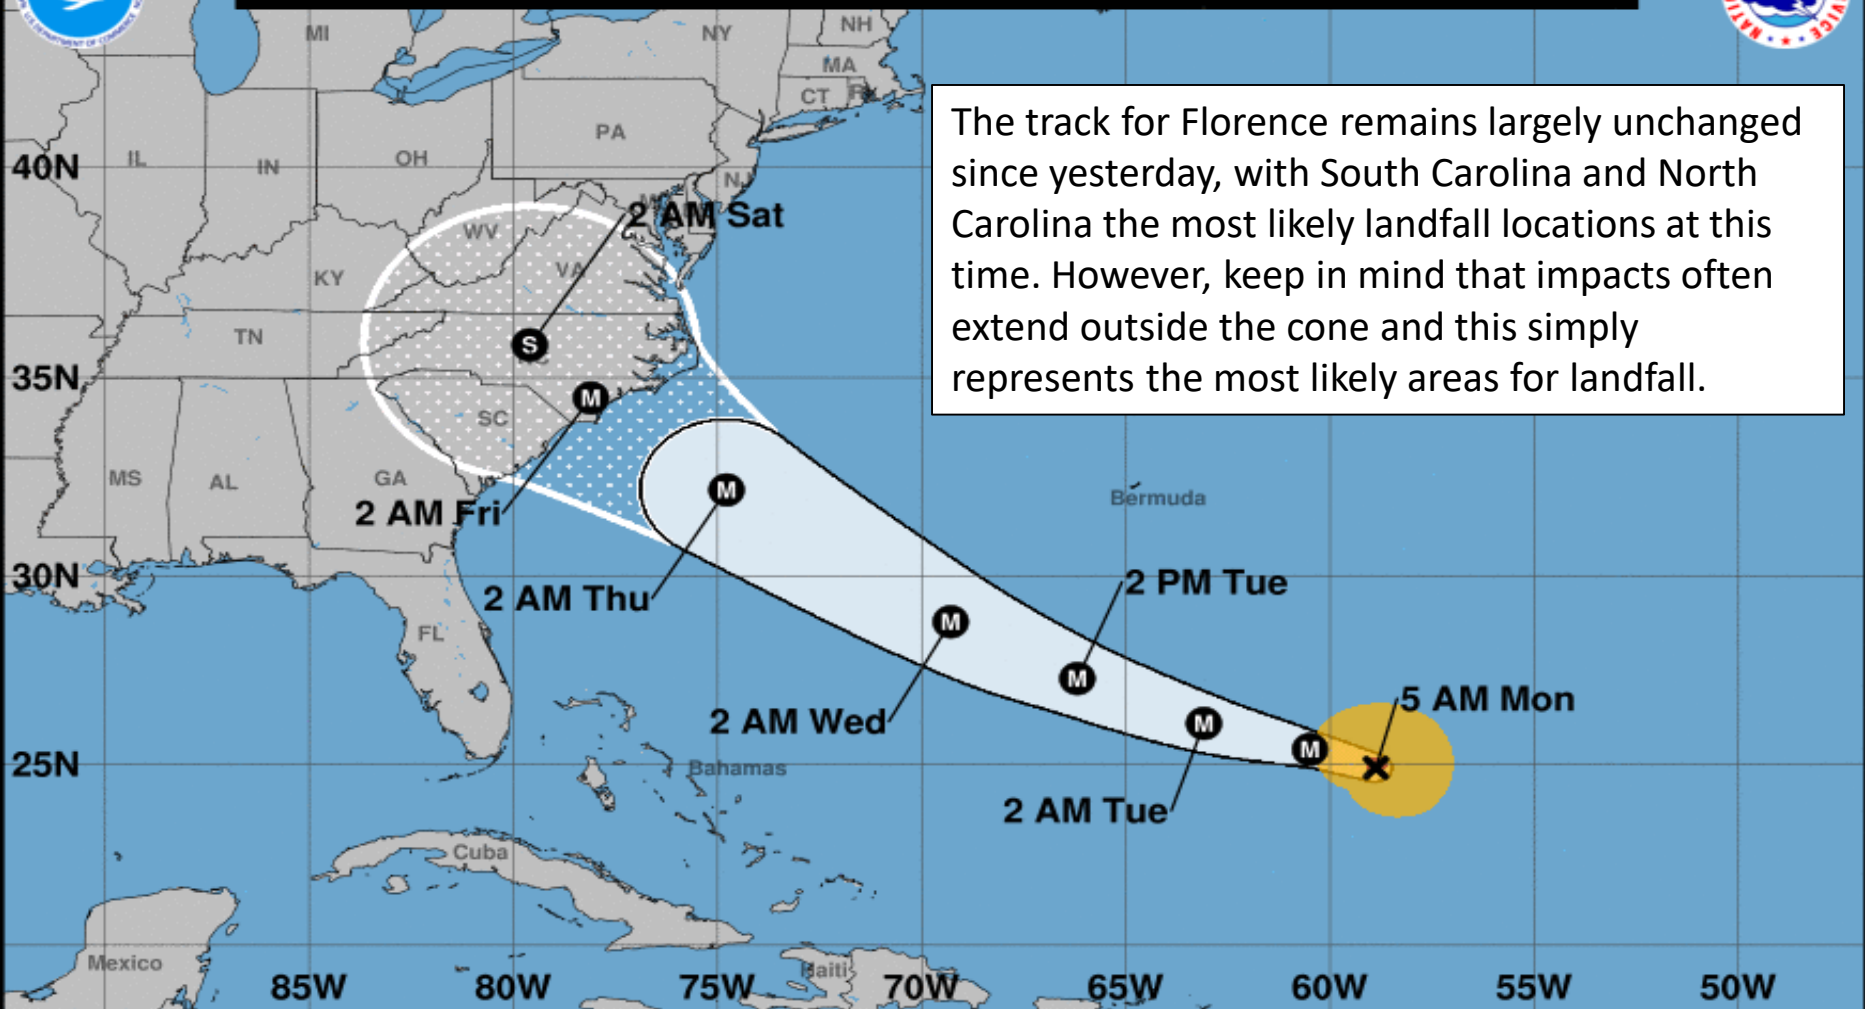 U.S. DEPARTMENT OF COMMERCE
MI
NY
NH
MA
CT
RI
The track for Florence remains largely unchanged
since yesterday, with South Carolina and North
Carolina the most likely landfall locations at this
time. However, keep in mind that impacts often
extend outside the cone and this simply
represents the most likely areas for landfall.
PA
IL
IN
OH
40N
NJ
2 AM Sat
WV
VA
KY
TN
S
35N
M
SC
MS
AL
GA
M
Bermuda
2 AM Fri
30N
2 AM Thu
2 PM Tue
FL
M
M
5 AM Mon
2 AM Wed
M
M
25N
Bahamas
2 AM Tue
Cuba
Mexico
Haiti
85W
80W
75W
70W
65W
60W
55W
50W